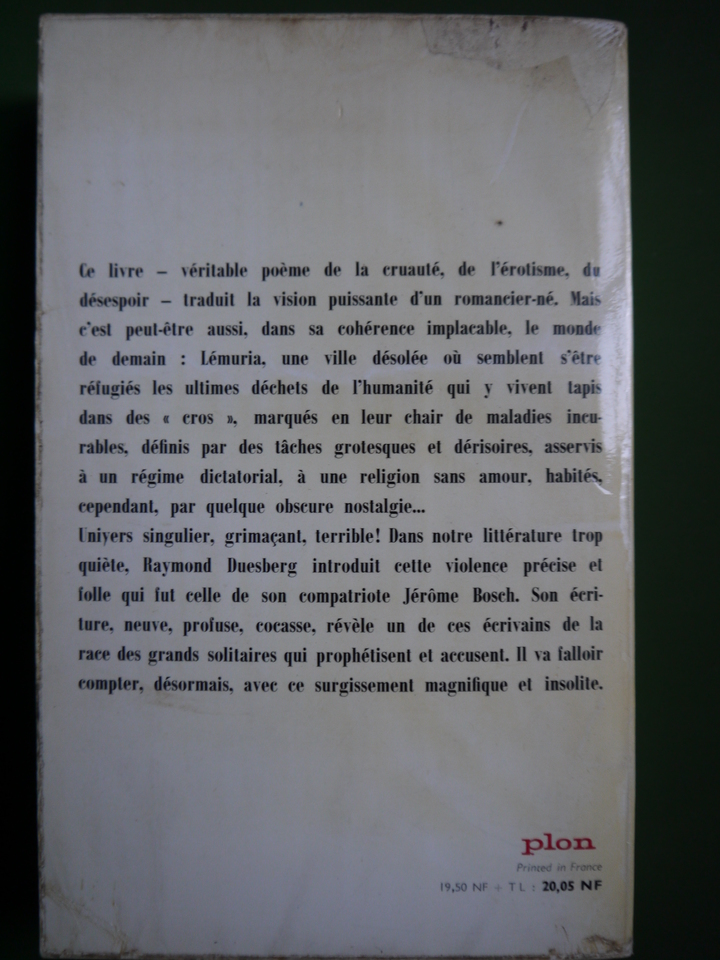 Ce livre – véritable poème de la cruauté, de l'érotisme, du
désespoir – traduit la vision puissante d'un romancier-né. Mais
c'est peut-être aussi, dans sa cohérence implacable, le monde
de demain : Lémuria, une ville désolée où semblent s'être
réfugiés les ultimes déchets de l'humanité qui y vivent tapis
dans des « cros », marqués en leur chair de maladies incu-
rables, définis par des tâches grotesques et dérisoires, asservis
à un régime dictatorial, à une religion sans amour, habités,
cependant, par quelque obscure nostalgie...
Univers singulier, grimaçant, terrible! Dans notre littérature trop
quiète, Raymond Duesberg introduit cette violence précise et
folle qui fut celle de son compatriote Jérôme Bosch. Son écri-
ture, neuve, profuse, cocasse, révèle un de ces écrivains de la
race des grands solitaires qui prophétisent et accusent. Il va falloir
compter, désormais, avec ce surgissement magnifique et insolite.
plon
Printed in France
19,50 NF + TL : 20,05 NF